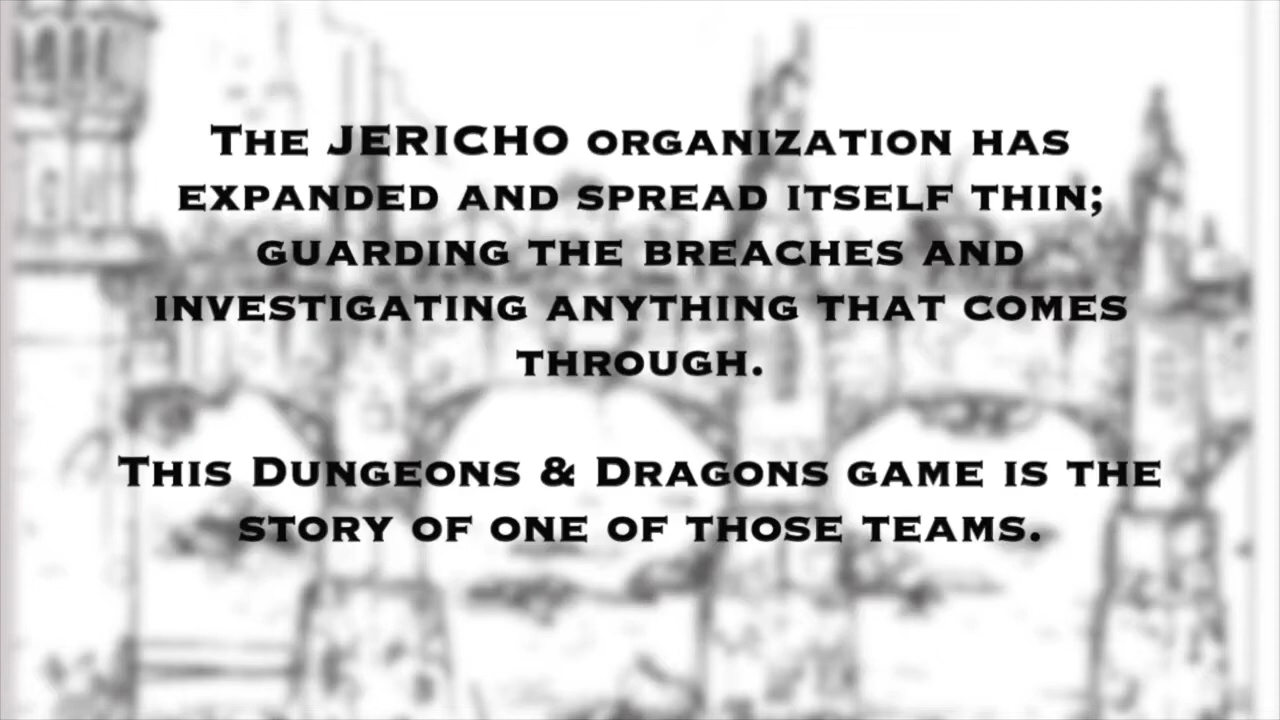 The JERICHO organization has
expanded and spread itself thin;
guarding the breaches and
investigating anything that comes
through.
This Dungeons & Dragons game is the
story of one of those teams.